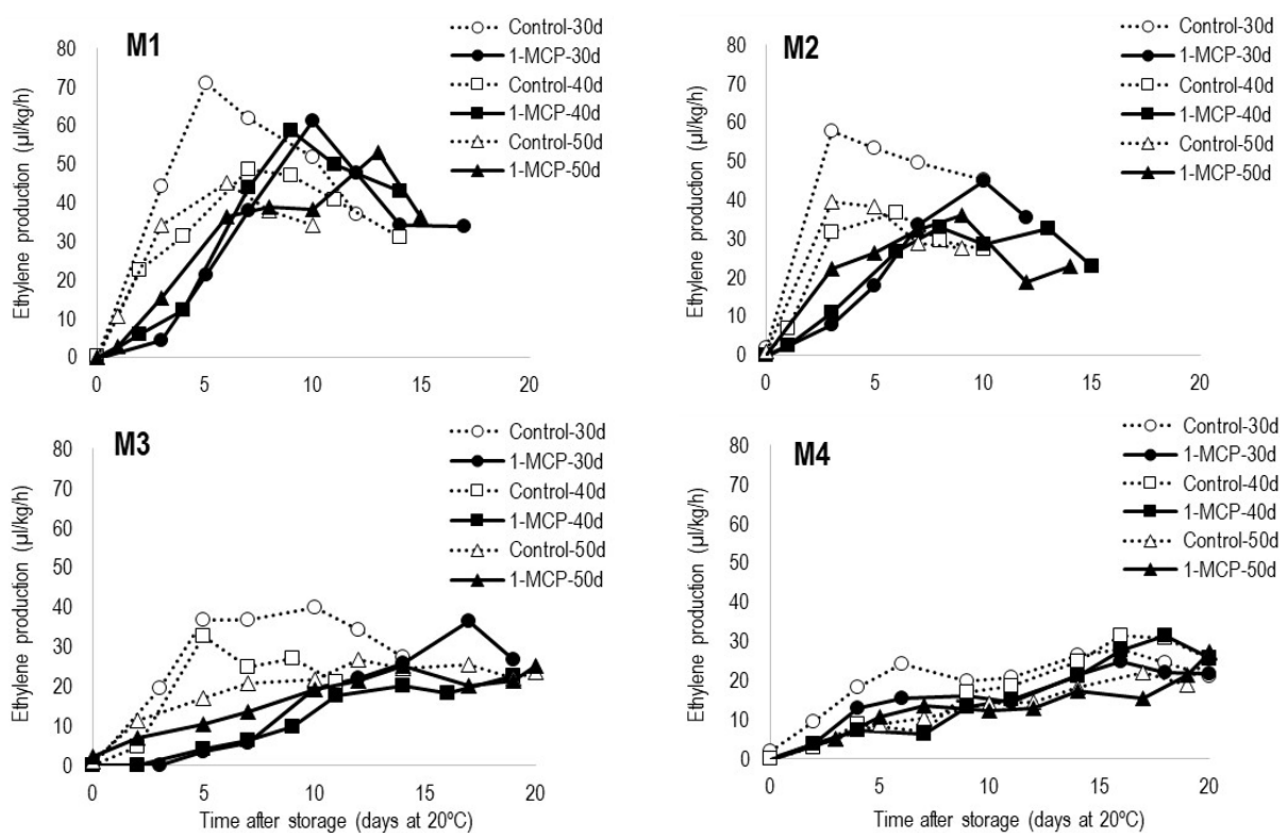 M1
Control-30d
1-MCP-30d
Control-40d
1-MCP-40d
Control-50d
1-MCP-50d
Ethylene production (µl/kg/h)
80
70
60
50
40
30
20
10
0
0 5 10 15 20
M2
Control-30d
1-MCP-30d
Control-40d
1-MCP-40d
Control-50d
1-MCP-50d
Ethylene production (µl/kg/h)
80
70
60
50
40
30
20
10
0
0 5 10 15 20
M3
Control-30d
1-MCP-30d
Control-40d
1-MCP-40d
Control-50d
1-MCP-50d
Ethylene production (µl/kg/h)
80
70
60
50
40
30
20
10
0
0 5 10 15 20
Time after storage (days at 20ºC)
M4
Control-30d
1-MCP-30d
Control-40d
1-MCP-40d
Control-50d
1-MCP-50d
Ethylene production (µl/kg/h)
80
70
60
50
40
30
20
10
0
0 5 10 15 20
Time after storage (days at 20ºC)